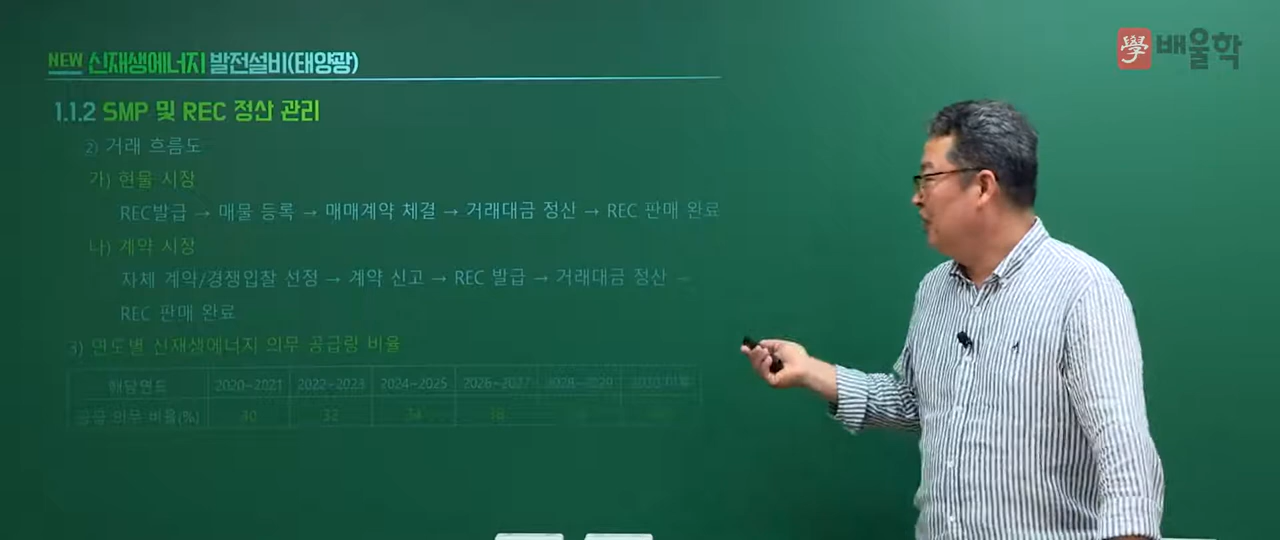 學 배울학
NEW 신재생에너지 발전설비(태양광)
1.1.2 SMP 및 REC 정산 관리
2) 거래 흐름도
가) 현물 시장
REC발급 → 매물 등록 → 매매계약 체결 → 거래대금 정산 → REC 판매 완료
나) 계약 시장
자체 계약/경쟁입찰 선정 → 계약 신고 → REC 발급 → 거래대금 정산 →
REC 판매 완료
3) 연도별 신재생에너지 의무 공급량 비율
해당연도 2020~2021 2022~2023 2024~2025 2026~2027 2028~2029 2030 이후
공급 의무 비율(%) 30 32 34